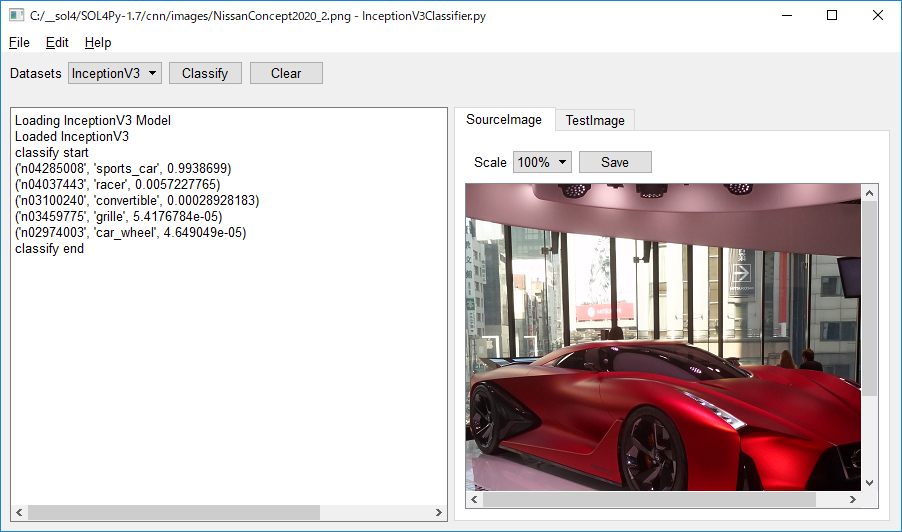 C:/__sol4/SOL4Py-1.7/cnn/images/NissanConcept2020_2.png - InceptionV3Classifier.py
File Edit Help
Datasets InceptionV3 Classify Clear
Loading InceptionV3 Model
Loaded InceptionV3
classify start
('n04285008', 'sports_car', 0.9938699)
('n04037443', 'racer', 0.0057227765)
('n03100240', 'convertible', 0.00028928183)
('n03459775', 'grille', 5.4176784e-05)
('n02974003', 'car_wheel', 4.649049e-05)
classify end
SourceImage TestImage
Scale 100% Save